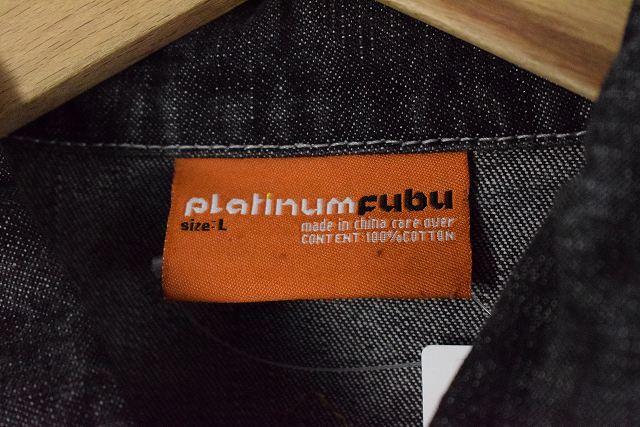 platinumfubu
size:L
made in china care over
CONTENT:100%COTTON